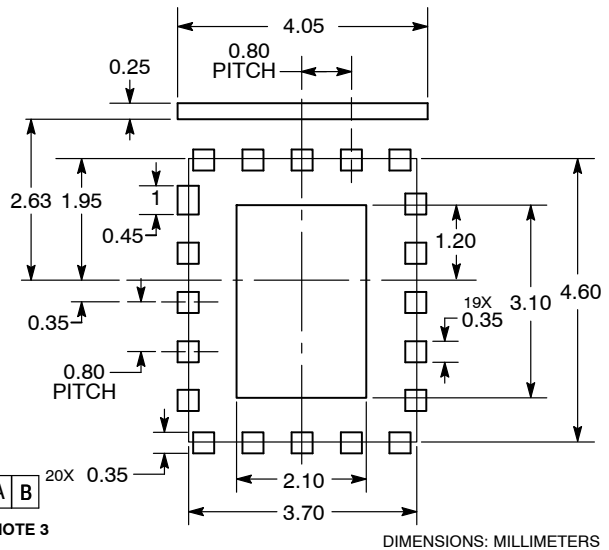 4.05
0.80
PITCH
0.25
2.63 1.95
1
0.45
1.20
19X
0.35
3.10
4.60
0.35
0.80
PITCH
20X 0.35
2.10
3.70
A B
NOTE 3
DIMENSIONS: MILLIMETERS